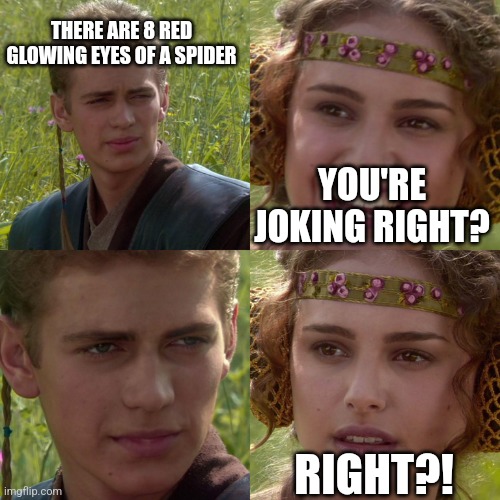 THERE ARE 8 RED
GLOWING EYES OF A SPIDER
YOU'RE
JOKING RIGHT?
RIGHT?!
imgflip.com